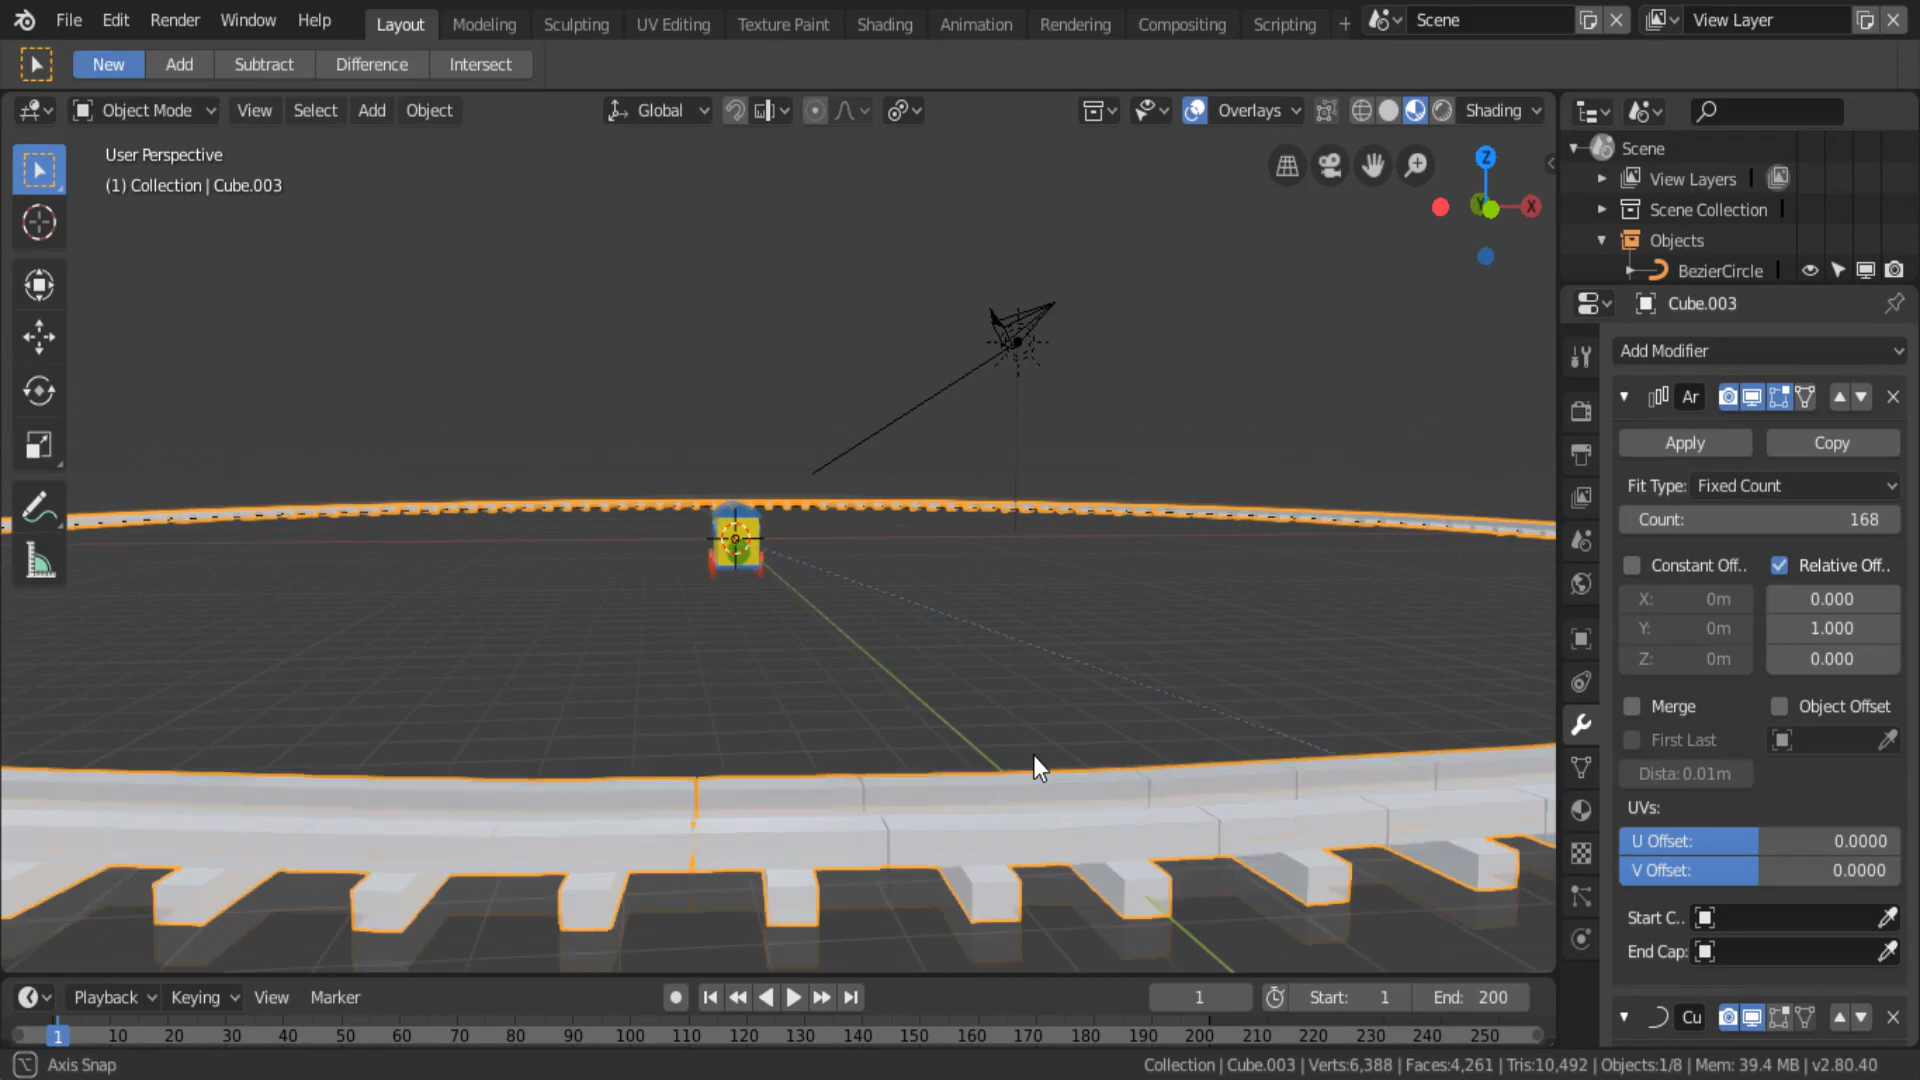 File Edit Render Window Help Layout Modeling Sculpting UV Editing Texture Paint Shading Animation Rendering Compositing Scripting + Scene View Layer
New Add Subtract Difference Intersect
Object Mode View Select Add Object Global Overlays Shading
User Perspective
(1) Collection | Cube.003
Z
Y
X
Scene
View Layers
Scene Collection
Objects
BezierCircle
Cube.003
Add Modifier
Ar
Apply Copy
Fit Type: Fixed Count
Count: 168
Constant Off.. Relative Off..
X: 0m 0.000
Y: 0m 1.000
Z: 0m 0.000
Merge Object Offset
First Last
Dista: 0.01m
UVs:
U Offset: 0.0000
V Offset: 0.0000
Start C..
End Cap:
Cu
Playback Keying View Marker 1 Start: 1 End: 200
1 10 20 30 40 50 60 70 80 90 100 110 120 130 140 150 160 170 180 190 200 210 220 230 240 250
Axis Snap Collection | Cube.003 | Verts:6,388 | Faces:4,261 | Tris:10,492 | Objects:1/8 | Mem: 39.4 MB | v2.80.40